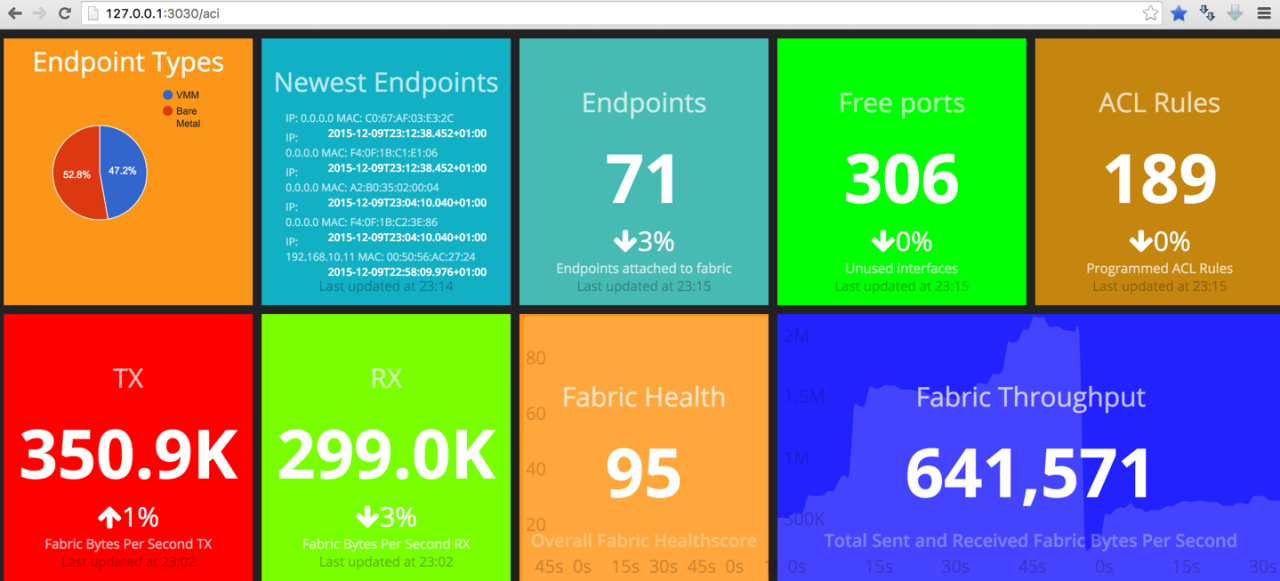 127.0.0.1:3030/aci
Endpoint Types
VMM
Bare
Metal
52.8%
47.2%
Newest Endpoints
IP: 0.0.0.0 MAC: C0:67:AF:03:E3:2C
2015-12-09T23:12:38.452+01:00
IP:
0.0.0.0 MAC: F4:0F:1B:C1:E1:06
2015-12-09T23:12:38.452+01:00
IP:
0.0.0.0 MAC: A2:B0:35:02:00:04
2015-12-09T23:04:10.040+01:00
IP:
0.0.0.0 MAC: F4:0F:1B:C2:3E:86
2015-12-09T23:04:10.040+01:00
IP:
192.168.10.11 MAC: 00:50:56:AC:27:24
2015-12-09T22:58:09.976+01:00
Last updated at 23:14
Endpoints
71
3%
Endpoints attached to fabric
Last updated at 23:15
Free ports
306
0%
Unused interfaces
Last updated at 23:15
ACL Rules
189
0%
Programmed ACL Rules
Last updated at 23:15
TX
350.9K
1%
Fabric Bytes Per Second TX
Last updated at 23:02
RX
299.0K
3%
Fabric Bytes Per Second RX
Last updated at 23:02
80
Fabric Health
60
95
40
20
Overall Fabric Healthscore
45s 0s 15s 30s 45s 0s 1
2M
1.5M
Fabric Throughput
1M
641,571
500K
Total Sent and Received Fabric Bytes Per Second
0s 15s 30s 45s 0s 15s 30s